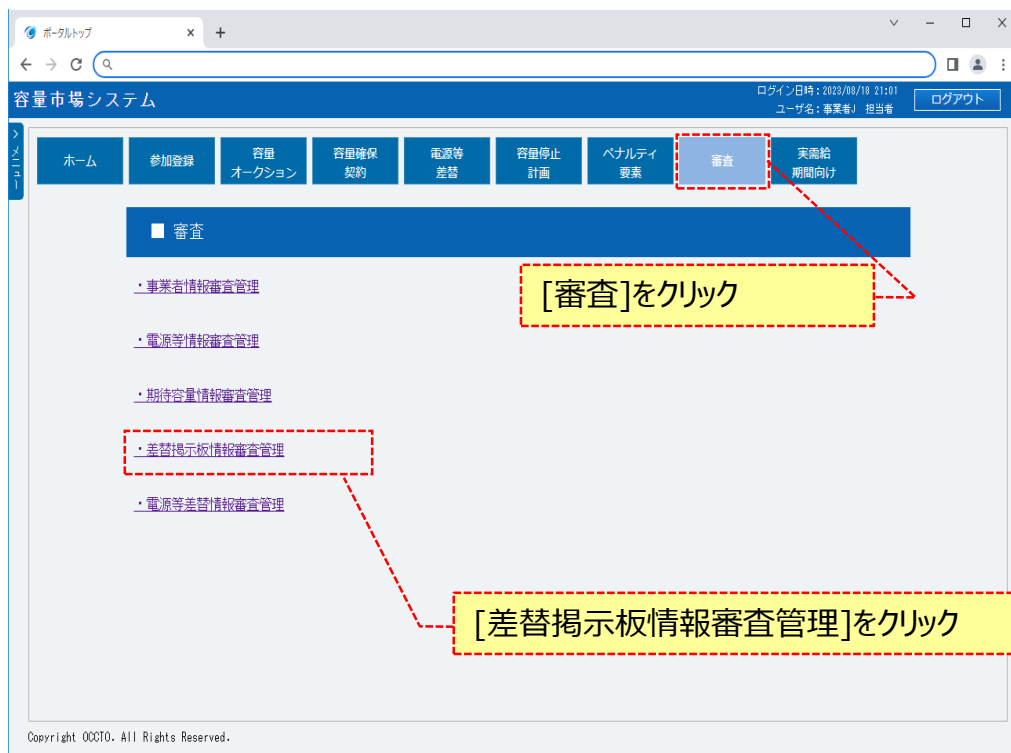 ポータルトップ
容量市場システム
ログイン日時:2023/08/18 21:01
ユーザ名:事業者J 担当者
ログアウト
メニュー
ホーム
参加登録
容量
オークション
容量確保
契約
電源等
差替
容量停止
計画
ペナルティ
要素
審査
実需給
期間向け
■ 審査
・事業者情報審査管理
[審査]をクリック
・電源等情報審査管理
・期待容量情報審査管理
・差替掲示板情報審査管理
・電源等差替情報審査管理
[差替掲示板情報審査管理]をクリック
Copyright OCCTO. All Rights Reserved.